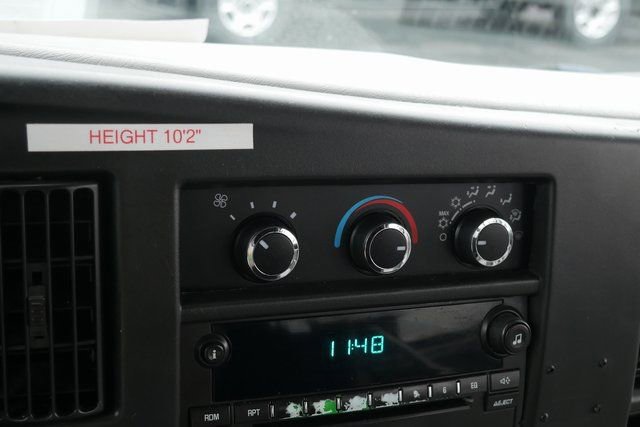 HEIGHT 10'2"
MAX
11:48
6 EQ
RDM RPT
EJECT